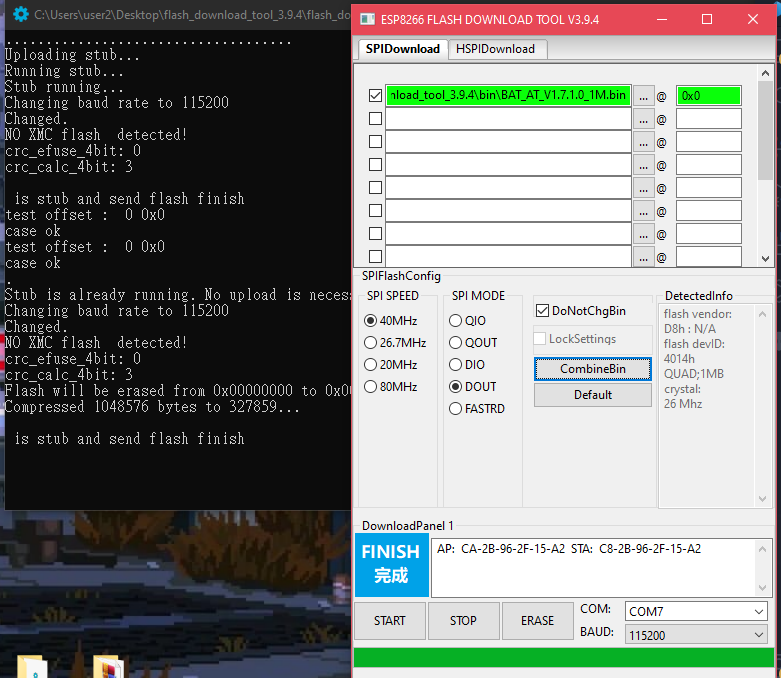 C:\Users\user2\Desktop\flash_download_tool_3.9.4\flash_do
...................................
Uploading stub...
Running stub...
Stub running...
Changing baud rate to 115200
Changed.
NO XMC flash  detected!
crc_efuse_4bit: 0
crc_calc_4bit: 3
is stub and send flash finish
test offset :  0 0x0
case ok
test offset :  0 0x0
case ok
.
Stub is already running. No upload is neces
Changing baud rate to 115200
Changed.
NO XMC flash  detected!
crc_efuse_4bit: 0
crc_calc_4bit: 3
Flash will be erased from 0x00000000 to 0x00
Compressed 1048576 bytes to 327859...
is stub and send flash finish
ESP8266 FLASH DOWNLOAD TOOL V3.9.4
SPIDownload HSPIDownload
nload_tool_3.9.4\bin\BAT_AT_V1.7.1.0_1M.bin ... @ 0x0
... @
... @
... @
... @
... @
... @
... @
SPIFlashConfig
SPI SPEED
40MHz
26.7MHz
20MHz
80MHz
SPI MODE
QIO
QOUT
DIO
DOUT
FASTRD
DoNotChgBin
LockSettings
CombineBin
Default
DetectedInfo
flash vendor:
D8h : N/A
flash devID:
4014h
QUAD;1MB
crystal:
26 Mhz
DownloadPanel 1
FINISH
完成
AP:  CA-2B-96-2F-15-A2  STA:  C8-2B-96-2F-15-A2
START STOP ERASE
COM: COM7
BAUD: 115200